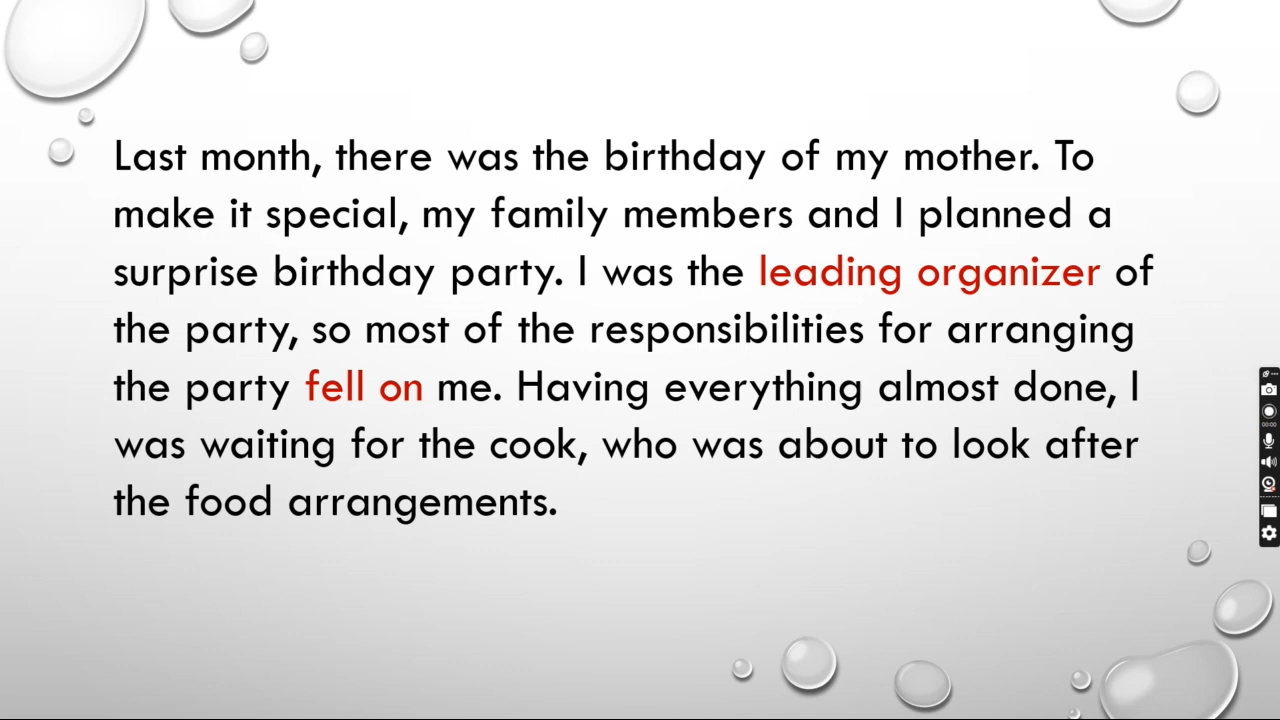 Last month, there was the birthday of my mother. To
make it special, my family members and I planned a
surprise birthday party. I was the leading organizer of
the party, so most of the responsibilities for arranging
the party fell on me. Having everything almost done, I
was waiting for the cook, who was about to look after
the food arrangements.
00:00